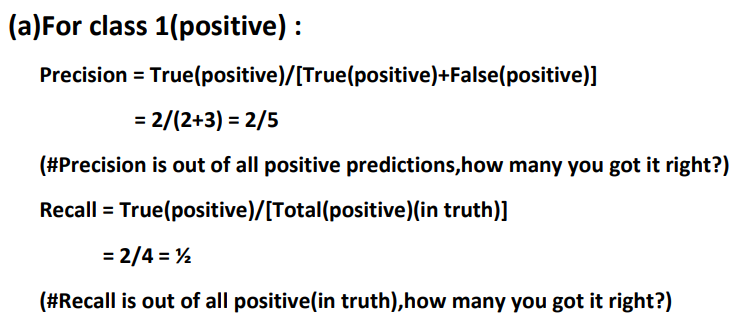 (a)For class 1(positive) :
Precision = True(positive)/[True(positive)+False(positive)]
= 2/(2+3) = 2/5
(#Precision is out of all positive predictions,how many you got it right?)
Recall = True(positive)/[Total(positive)(in truth)]
= 2/4 = ½
(#Recall is out of all positive(in truth),how many you got it right?)